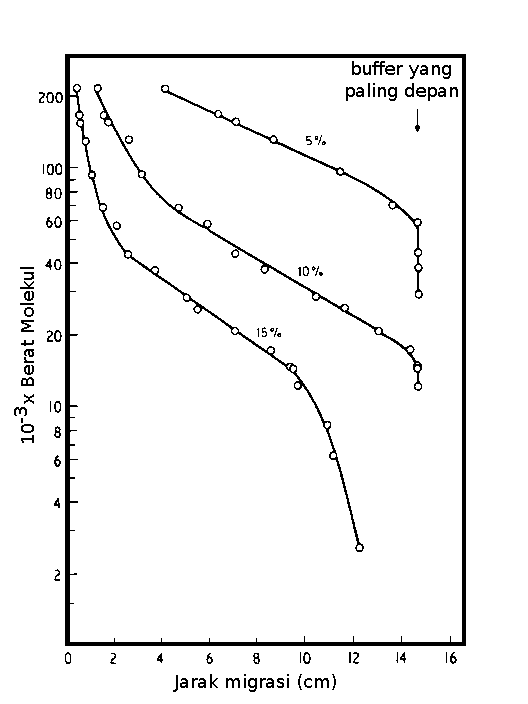 buffer yang
paling depan
200
100
80
60
40
20
10
8
6
4
2
5%
10%
15%
10⁻³x Berat Molekul
0 2 4 6 8 10 12 14 16
Jarak migrasi (cm)